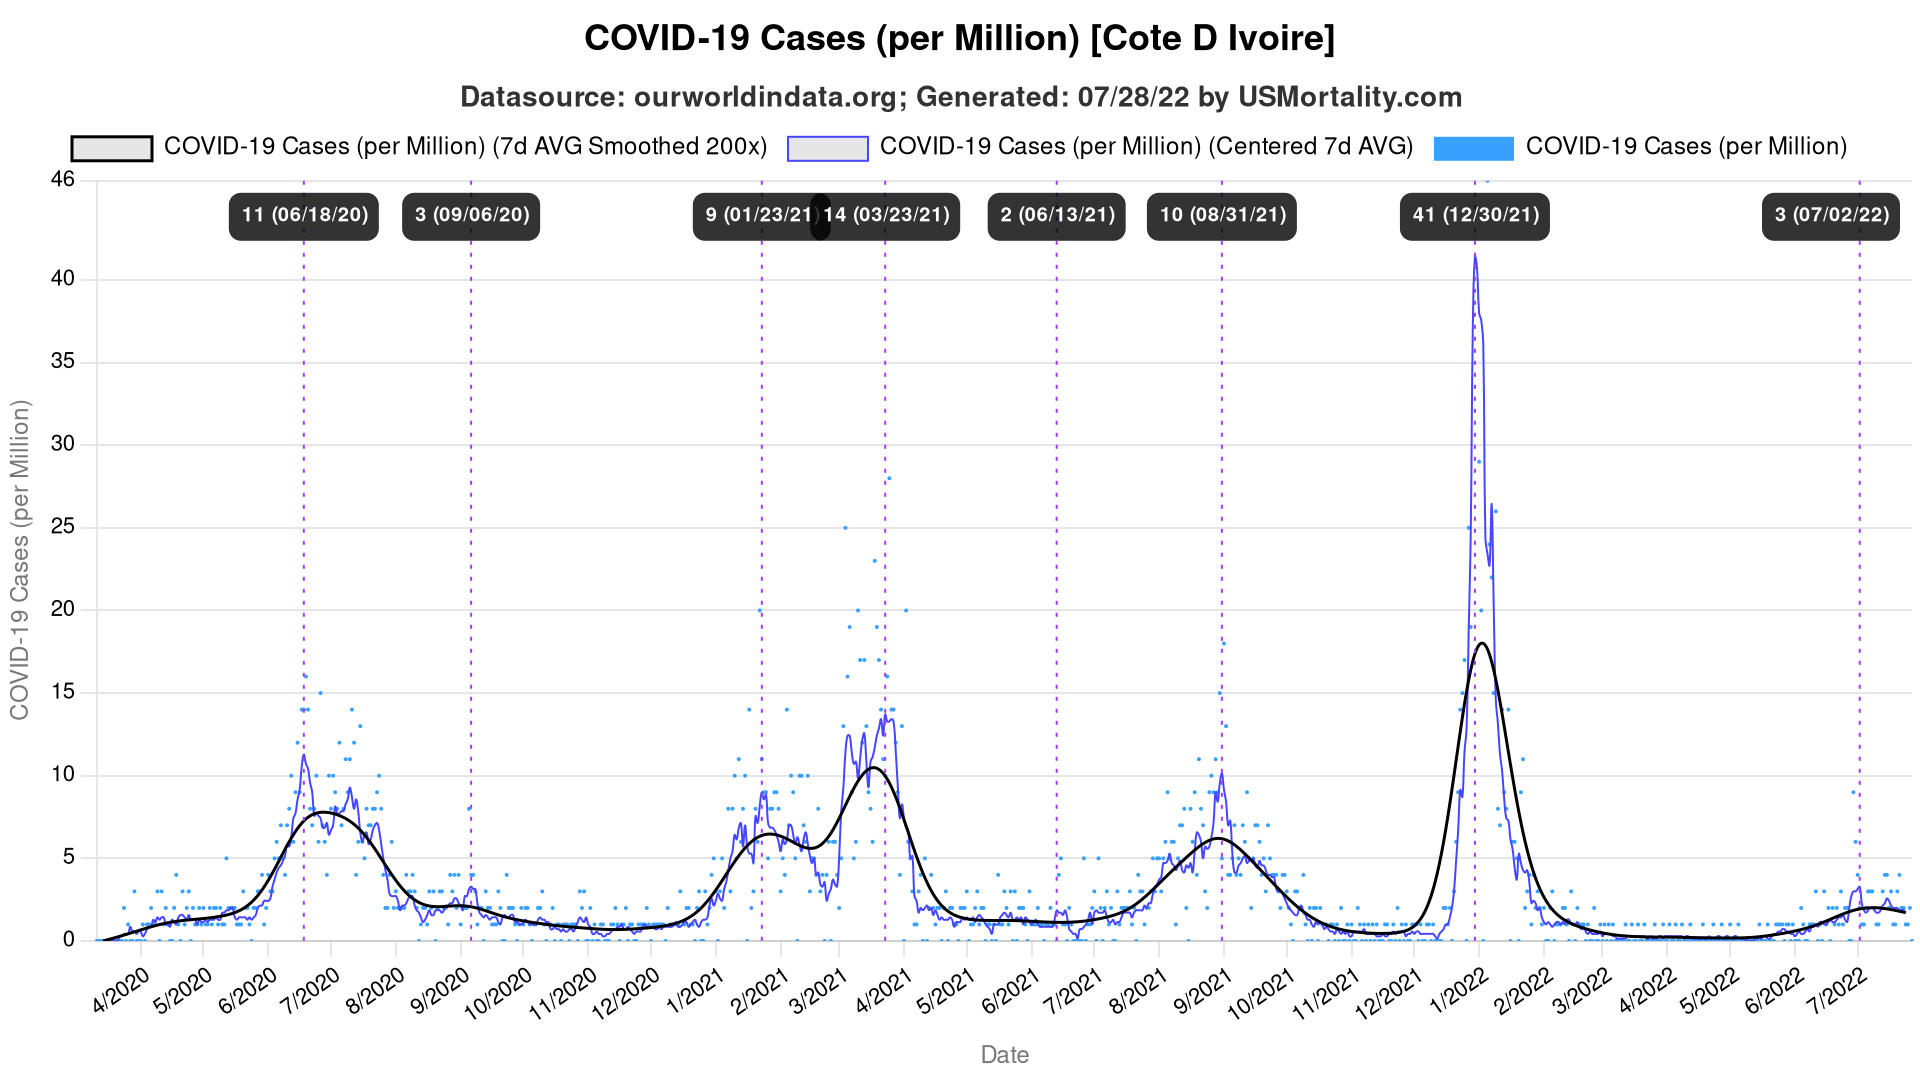 COVID-19 Cases (per Million) [Cote D Ivoire]
Datasource: ourworldindata.org; Generated: 07/28/22 by USMortality.com
COVID-19 Cases (per Million) (7d AVG Smoothed 200x) COVID-19 Cases (per Million) (Centered 7d AVG) COVID-19 Cases (per Million)
46
11 (06/18/20) 3 (09/06/20) 9 (01/23/21) 14 (03/23/21) 2 (06/13/21) 10 (08/31/21) 41 (12/30/21) 3 (07/02/22)
40
35
30
25
20
15
10
5
0
COVID-19 Cases (per Million)
4/2020 5/2020 6/2020 7/2020 8/2020 9/2020 10/2020 11/2020 12/2020 1/2021 2/2021 3/2021 4/2021 5/2021 6/2021 7/2021 8/2021 9/2021 10/2021 11/2021 12/2021 1/2022 2/2022 3/2022 4/2022 5/2022 6/2022 7/2022
Date